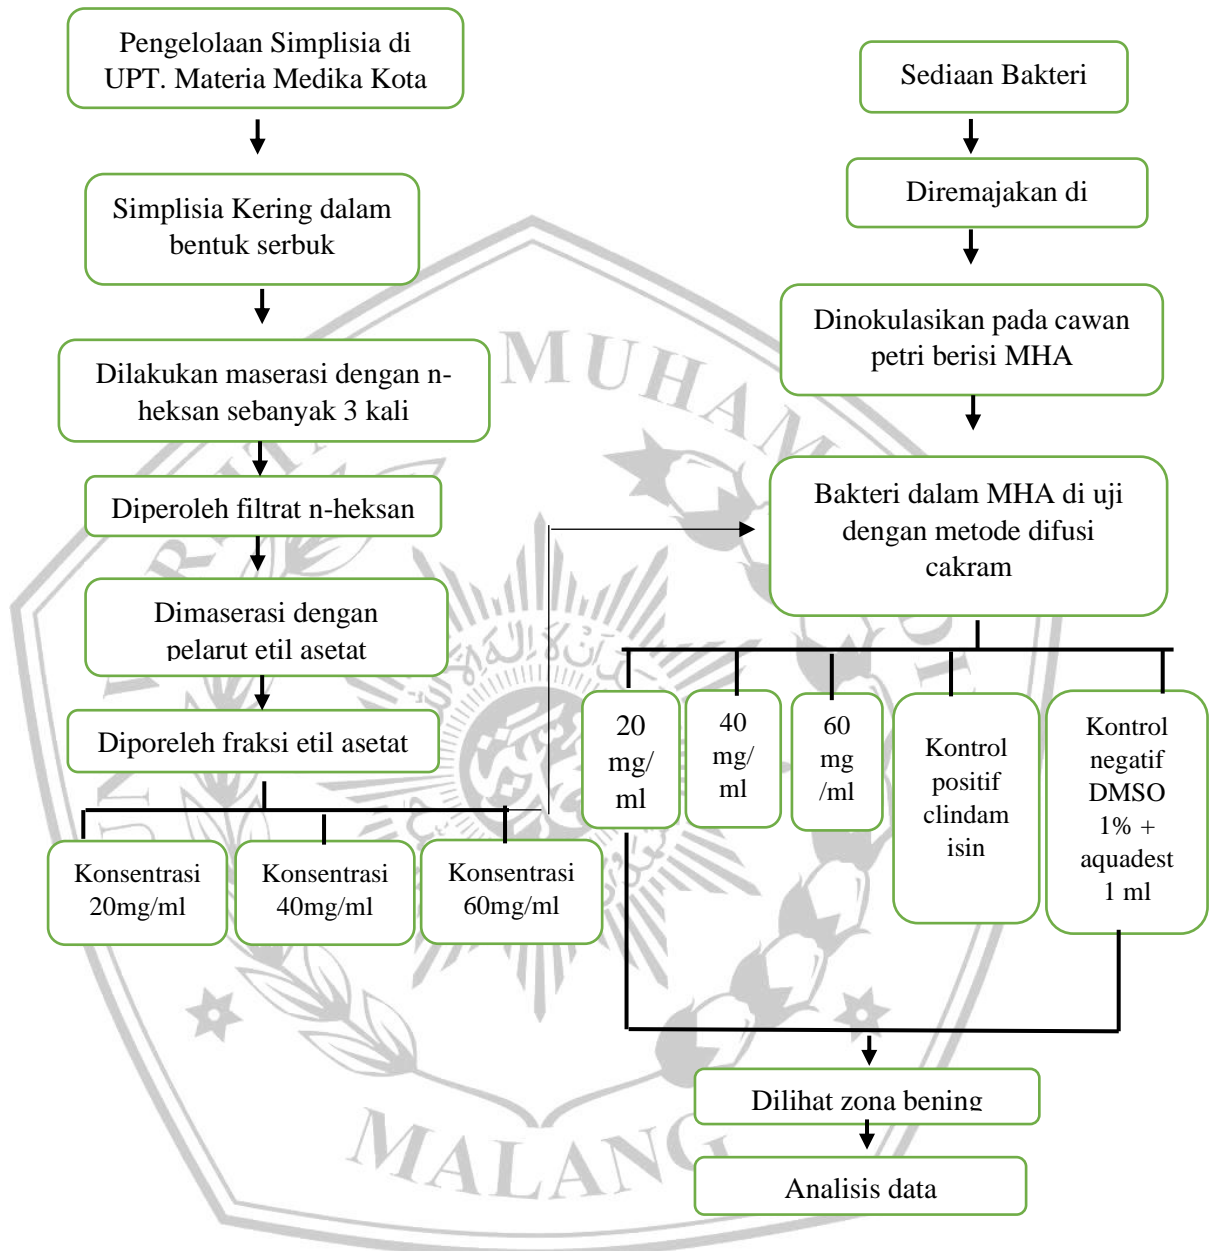 Pengelolaan Simplisia di
UPT. Materia Medika Kota
Simplisia Kering dalam
bentuk serbuk
Dilakukan maserasi dengan n-
heksan sebanyak 3 kali
Diperoleh filtrat n-heksan
Dimaserasi dengan
pelarut etil asetat
Diporeleh fraksi etil asetat
Konsentrasi
20mg/ml
Konsentrasi
40mg/ml
Konsentrasi
60mg/ml
Sediaan Bakteri
Diremajakan di
Dinokulasikan pada cawan
petri berisi MHA
Bakteri dalam MHA di uji
dengan metode difusi
cakram
20
mg/
ml
40
mg/
ml
60
mg
/ml
Kontrol
positif
clindam
isin
Kontrol
negatif
DMSO
1% +
aquadest
1 ml
Dilihat zona bening
Analisis data
MUHAM
MALANG